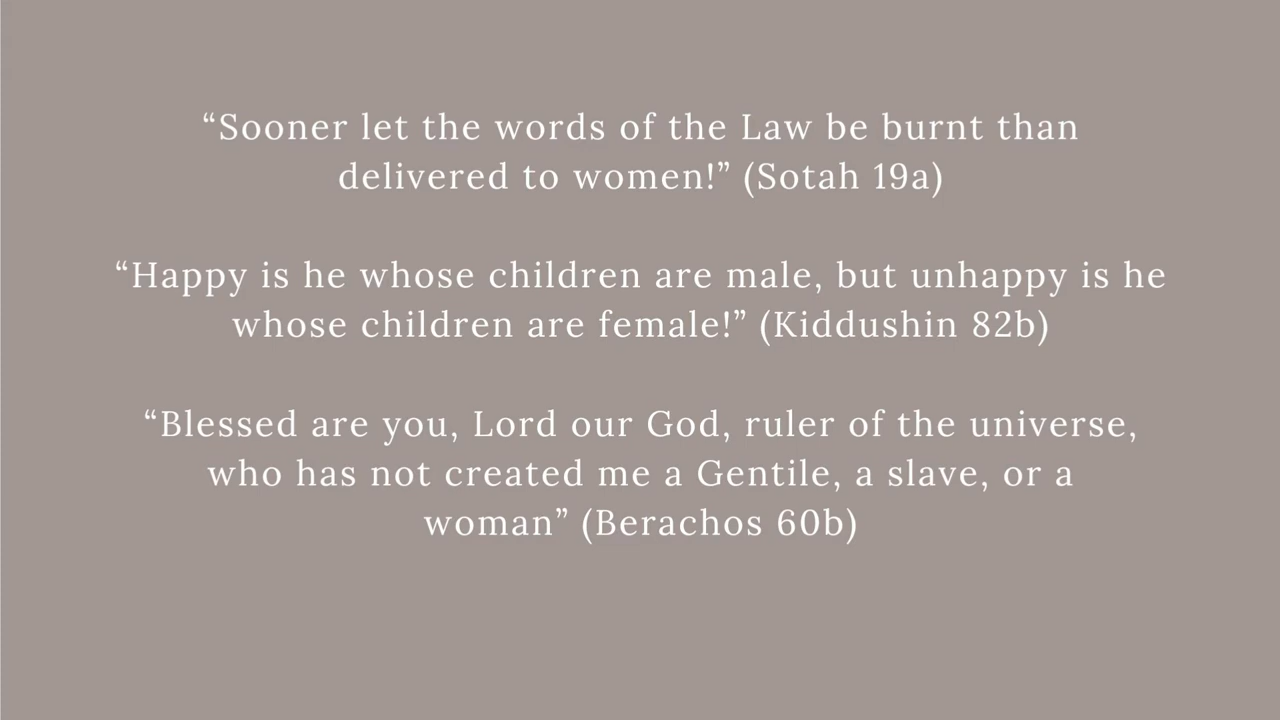 “Sooner let the words of the Law be burnt than
delivered to women!” (Sotah 19a)
“Happy is he whose children are male, but unhappy is he
whose children are female!” (Kiddushin 82b)
“Blessed are you, Lord our God, ruler of the universe,
who has not created me a Gentile, a slave, or a
woman” (Berachos 60b)